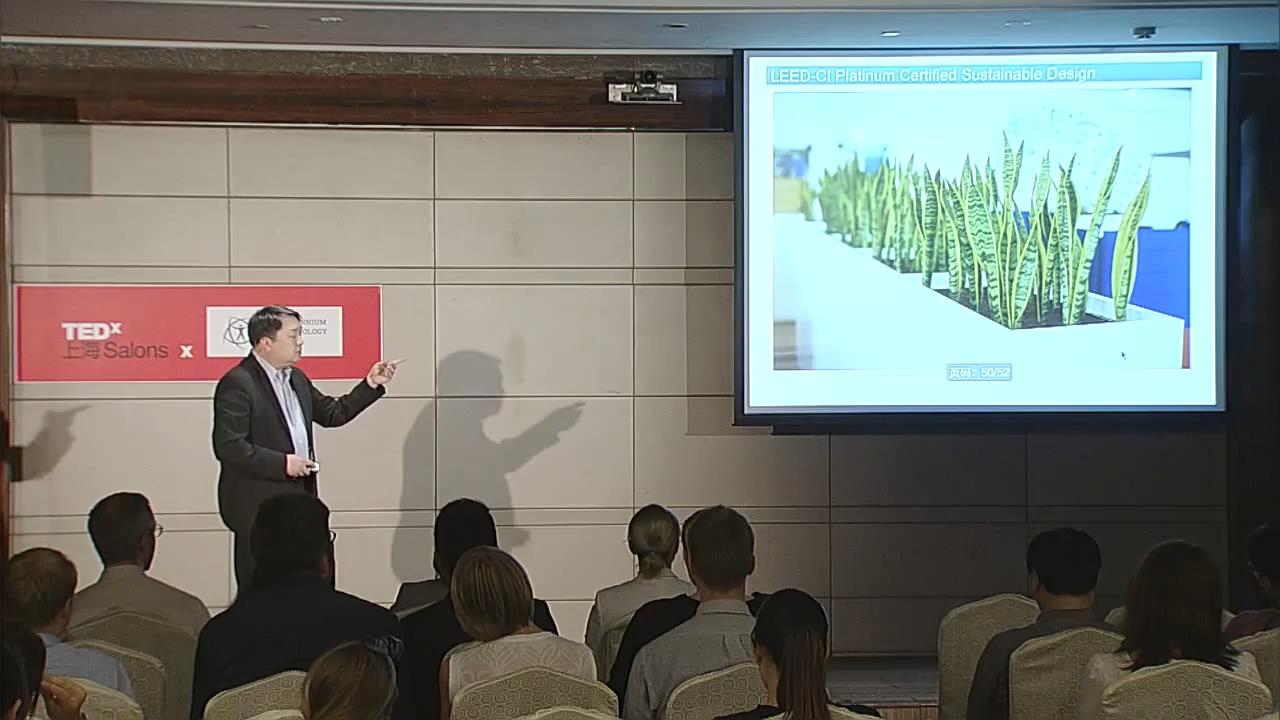 LEED-CI Platinum Certified Sustainable Design
页码: 50/52
TEDx
上海 Salons x